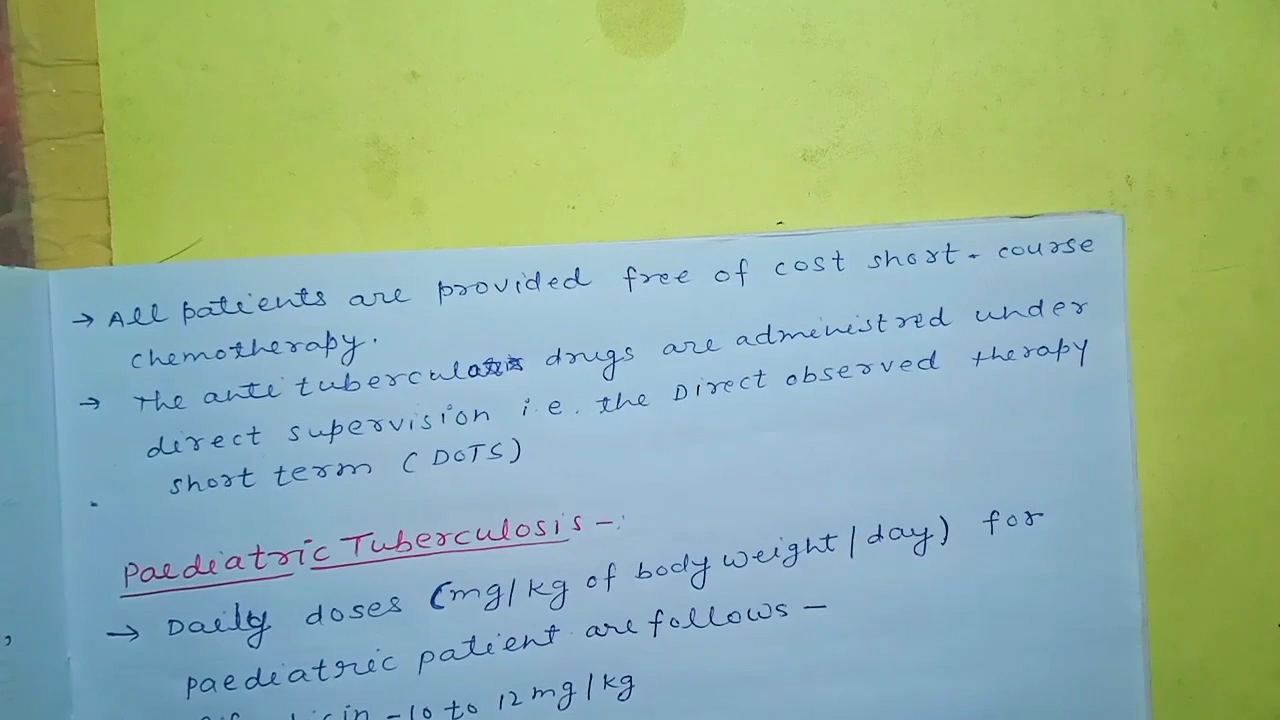 → All patients are provided free of cost short - course
chemotherapy.
→ The anti tubercula drugs are administred under
direct supervision i.e. the Direct observed therapy
short term (DOTS)
Paediatric Tuberculosis -:
→ Daily doses (mg/kg of body weight/day) for
paediatric patient are follows -
-10 to 12 mg/kg